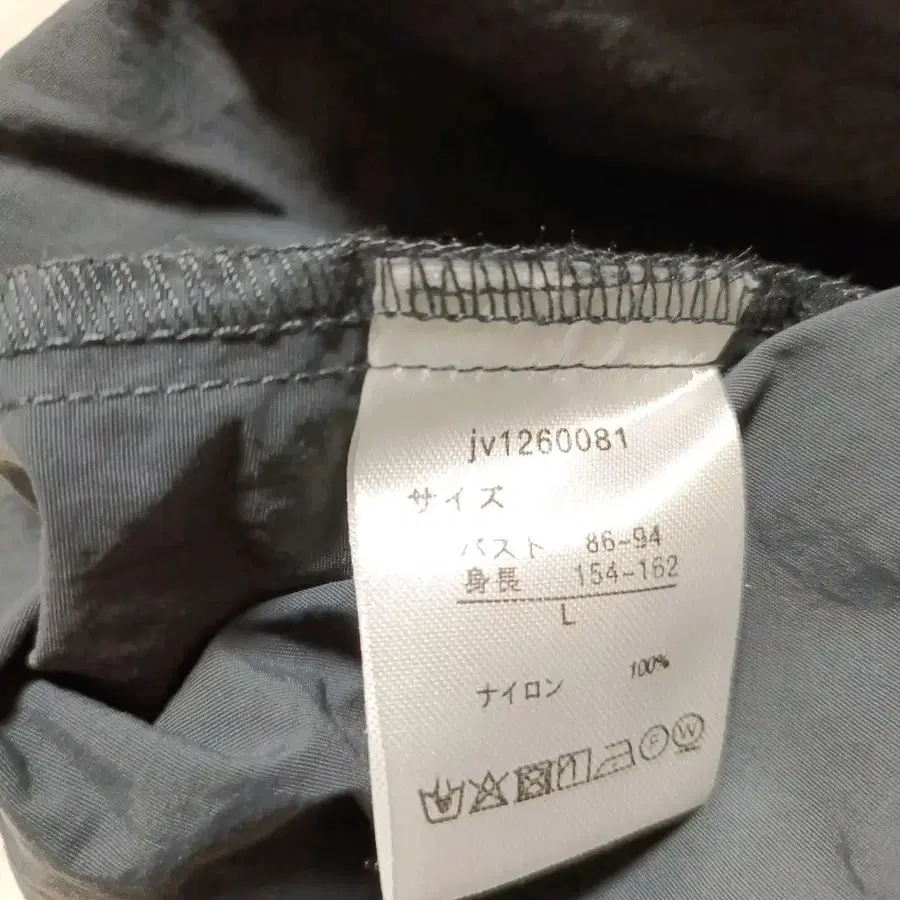 jv1260081
サイズ
バスト 86-94
身長 154-162
L
ナイロン 100%
P W